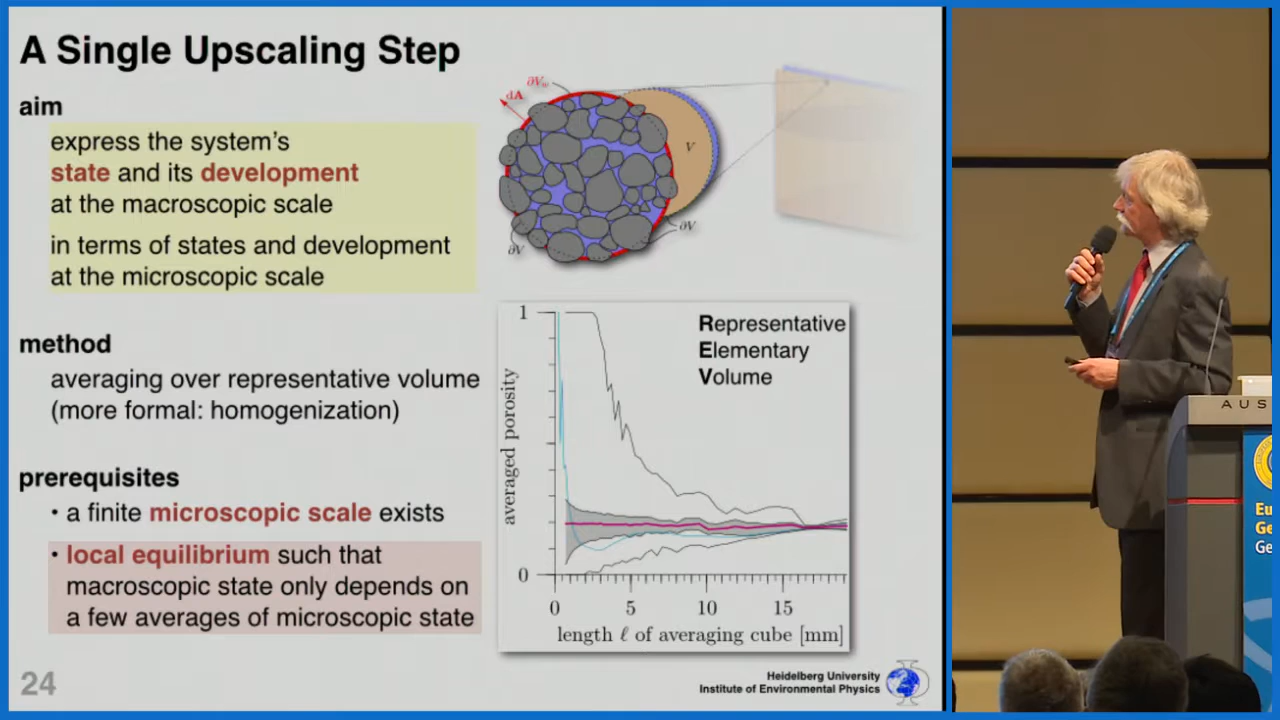 A Single Upscaling Step
aim
express the system's
state and its development
at the macroscopic scale
in terms of states and development
at the microscopic scale
method
averaging over representative volume
(more formal: homogenization)
prerequisites
• a finite microscopic scale exists
• local equilibrium such that
macroscopic state only depends on
a few averages of microscopic state
24
∂Vw
dA
V
∂V
∂V
Representative
Elementary
Volume
averaged porosity
1
0
0 5 10 15
length ℓ of averaging cube [mm]
Heidelberg University
Institute of Environmental Physics
AUS
Eu
Ge
Ge